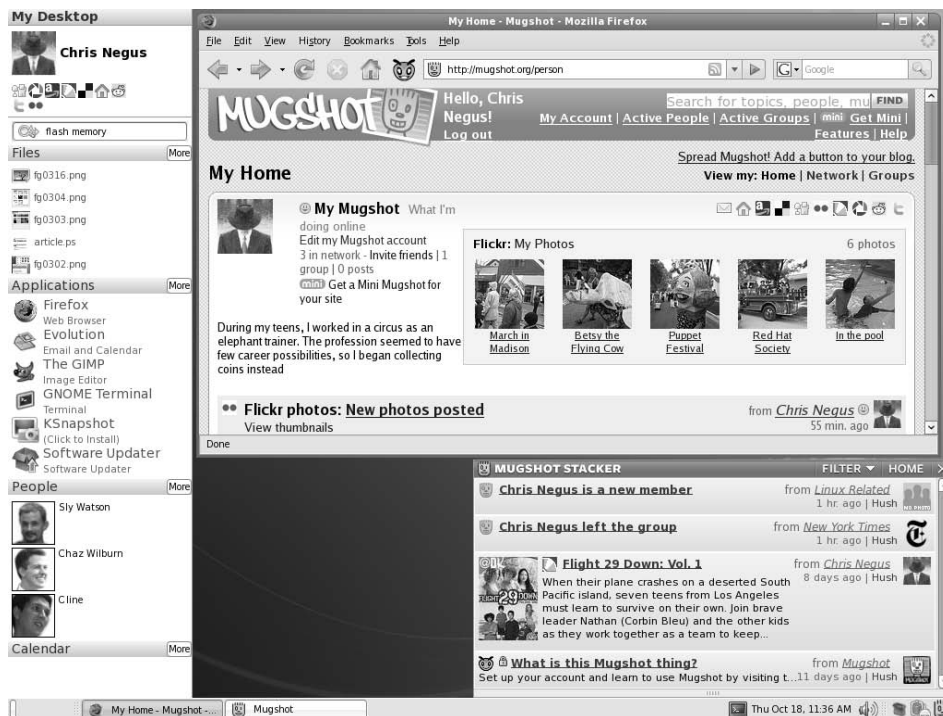 My Desktop
Chris Negus
flash memory
Files
More
fg0316.png
fg0304.png
fg0303.png
article.ps
fg0302.png
Applications
More
Firefox
Web Browser
Evolution
Email and Calendar
The GIMP
Image Editor
GNOME Terminal
Terminal
KSnapshot
(Click to Install)
Software Updater
Software Updater
People
More
Sly Watson
Chaz Wilburn
Cline
Calendar
More
My Home - Mugshot - Mozilla Firefox
File Edit View History Bookmarks Tools Help
http://mugshot.org/person
G Google
MUGSHOT
Hello, Chris
Negus!
Log out
Search for topics, people, mu FIND
My Account | Active People | Active Groups | mini Get Mini |
Features | Help
Spread Mugshot! Add a button to your blog.
My Home
View my: Home | Network | Groups
My Mugshot What I'm
doing online
Edit my Mugshot account
3 in network - Invite friends | 1
group | 0 posts
mini Get a Mini Mugshot for
your site
During my teens, I worked in a circus as an
elephant trainer. The profession seemed to have
few career possibilities, so I began collecting
coins instead
Flickr: My Photos
6 photos
March in
Madison
Betsy the
Flying Cow
Puppet
Festival
Red Hat
Society
In the pool
Flickr photos: New photos posted
View thumbnails
from Chris Negus
55 min. ago
Done
MUGSHOT STACKER
FILTER HOME X
Chris Negus is a new member
from Linux Related
1 hr. ago | Hush
NO PHOTO
Chris Negus left the group
from New York Times
1 hr. ago | Hush
T
Flight 29 Down: Vol. 1
from Chris Negus
8 days ago | Hush
FLIGHT 29 DOWN
When their plane crashes on a deserted South
Pacific island, seven teens from Los Angeles
must learn to survive on their own. Join brave
leader Nathan (Corbin Bleu) and the other kids
as they work together as a team to keep...
What is this Mugshot thing?
from Mugshot
Set up your account and learn to use Mugshot by visiting t...
11 days ago | Hush
MUGSHOT
My Home - Mugshot -...
Mugshot
Thu Oct 18, 11:36 AM